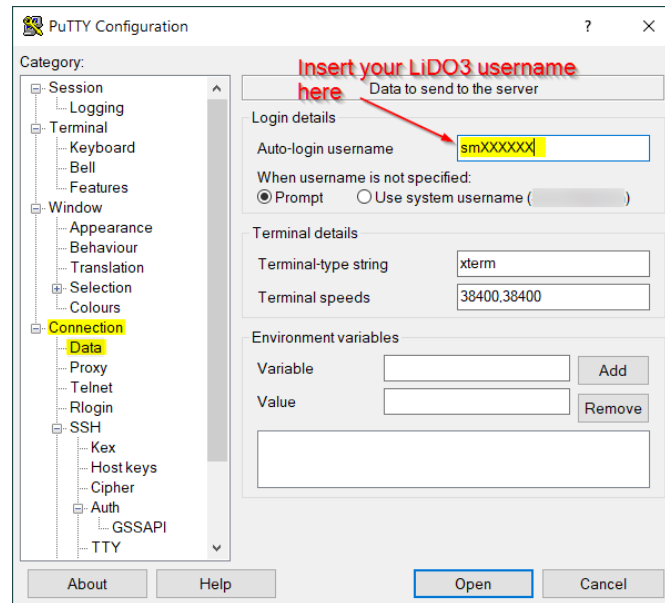 PuTTY Configuration
?
Category:
Session
Logging
Terminal
Keyboard
Bell
Features
Window
Appearance
Behaviour
Translation
Selection
Colours
Connection
Data
Proxy
Telnet
Rlogin
SSH
Kex
Host keys
Cipher
Auth
GSSAPI
TTY
Insert your LiDO3 username
here
Data to send to the server
Login details
Auto-login username
smXXXXXX
When username is not specified:
Prompt
Use system username ( )
Terminal details
Terminal-type string
xterm
Terminal speeds
38400,38400
Environment variables
Variable
Add
Value
Remove
About
Help
Open
Cancel